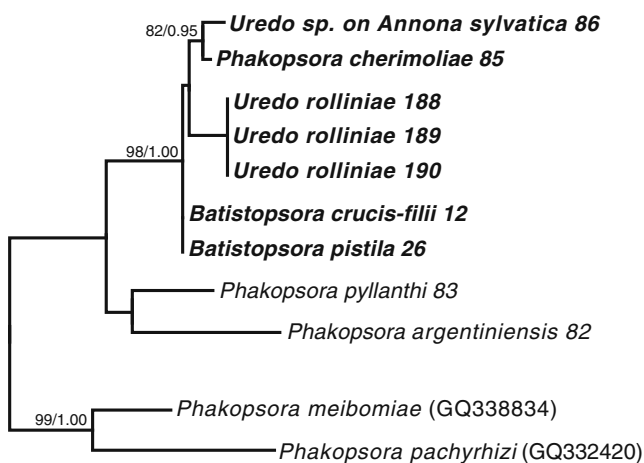 82/0.95
Uredo sp. on Annona sylvatica 86
Phakopsora cherimoliae 85
Uredo rolliniae 188
Uredo rolliniae 189
98/1.00
Uredo rolliniae 190
Batistopsora crucis-filii 12
Batistopsora pistila 26
Phakopsora pyllanthi 83
Phakopsora argentiniensis 82
Phakopsora meibomiae (GQ338834)
99/1.00
Phakopsora pachyrhizi (GQ332420)